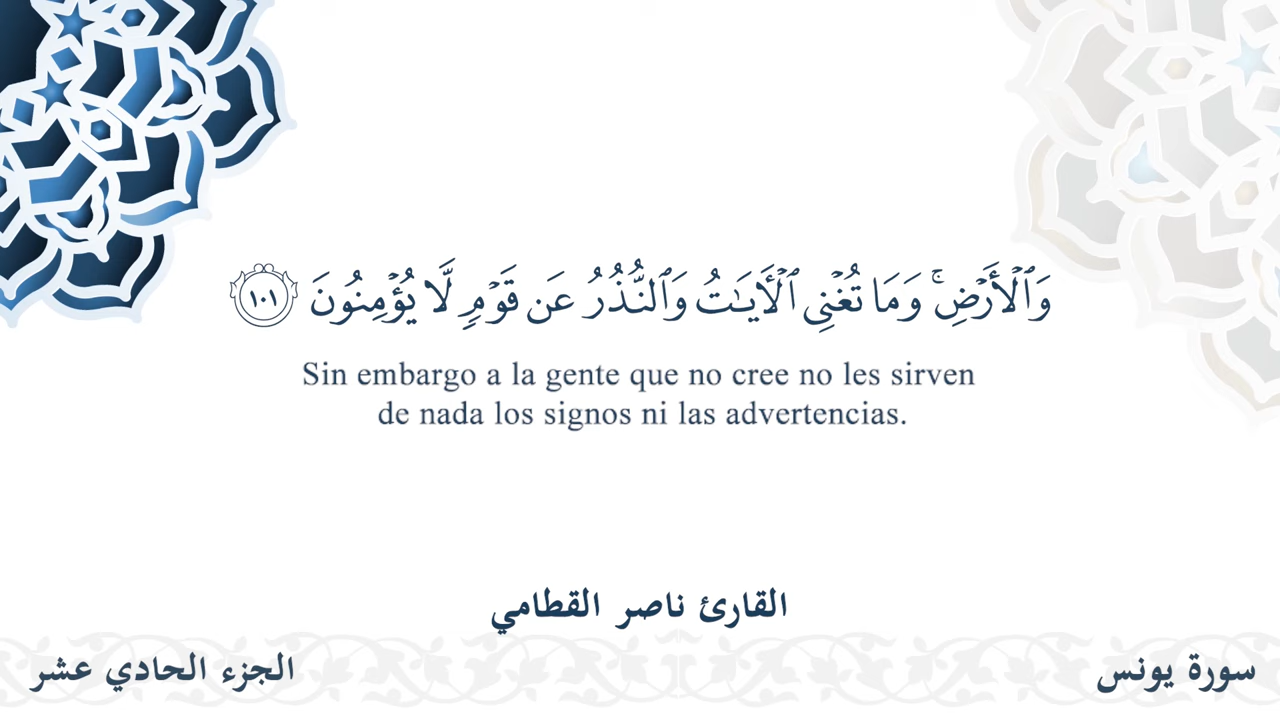 وَٱلۡأَرۡضِۚ وَمَا تُغۡنِي ٱلۡأٓيَٰتُ وَٱلنُّذُرُ عَن قَوۡمٖ لَّا يُؤۡمِنُونَ ١٠١
Sin embargo a la gente que no cree no les sirven
de nada los signos ni las advertencias.
القارئ ناصر القطامي
سورة يونس
الجزء الحادي عشر